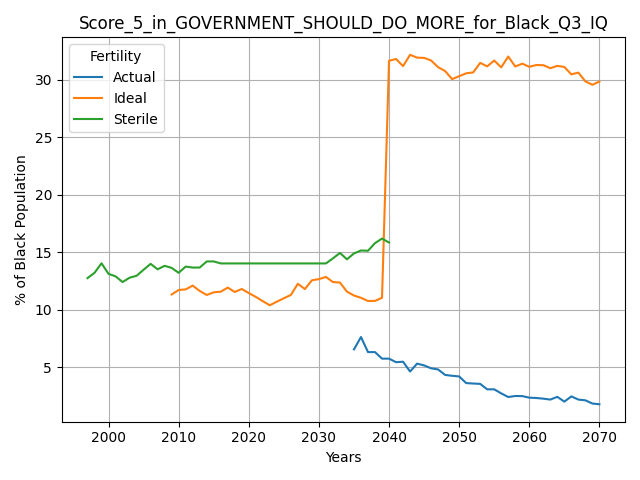 Score_5_in_GOVERNMENT_SHOULD_DO_MORE_for_Black_Q3_IQ
Fertility
Actual
Ideal
Sterile
% of Black Population
30
25
20
15
10
5
2000 2010 2020 2030 2040 2050 2060 2070
Years